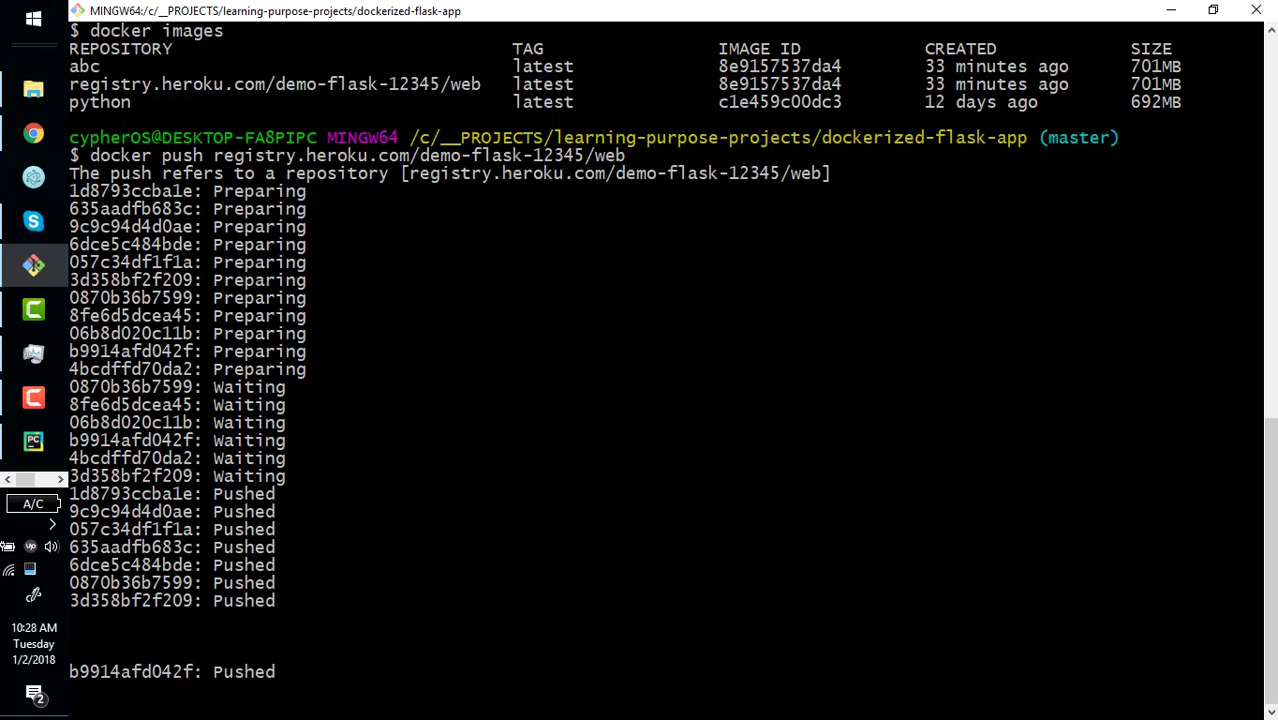 MINGW64:/c/__PROJECTS/learning-purpose-projects/dockerized-flask-app
$ docker images
REPOSITORY TAG IMAGE ID CREATED SIZE
abc latest 8e9157537da4 33 minutes ago 701MB
registry.heroku.com/demo-flask-12345/web latest 8e9157537da4 33 minutes ago 701MB
python latest c1e459c00dc3 12 days ago 692MB
cypherOS@DESKTOP-FA8PIPC MINGW64 /c/__PROJECTS/learning-purpose-projects/dockerized-flask-app (master)
$ docker push registry.heroku.com/demo-flask-12345/web
The push refers to a repository [registry.heroku.com/demo-flask-12345/web]
1d8793ccba1e: Preparing
635aadfb683c: Preparing
9c9c94d4d0ae: Preparing
6dce5c484bde: Preparing
057c34df1f1a: Preparing
3d358bf2f209: Preparing
0870b36b7599: Preparing
8fe6d5dcea45: Preparing
06b8d020c11b: Preparing
b9914afd042f: Preparing
4bcdffd70da2: Preparing
0870b36b7599: Waiting
8fe6d5dcea45: Waiting
06b8d020c11b: Waiting
b9914afd042f: Waiting
4bcdffd70da2: Waiting
3d358bf2f209: Waiting
1d8793ccba1e: Pushed
9c9c94d4d0ae: Pushed
057c34df1f1a: Pushed
635aadfb683c: Pushed
6dce5c484bde: Pushed
0870b36b7599: Pushed
3d358bf2f209: Pushed
b9914afd042f: Pushed
PC
A/C
up
10:28 AM
Tuesday
1/2/2018
2